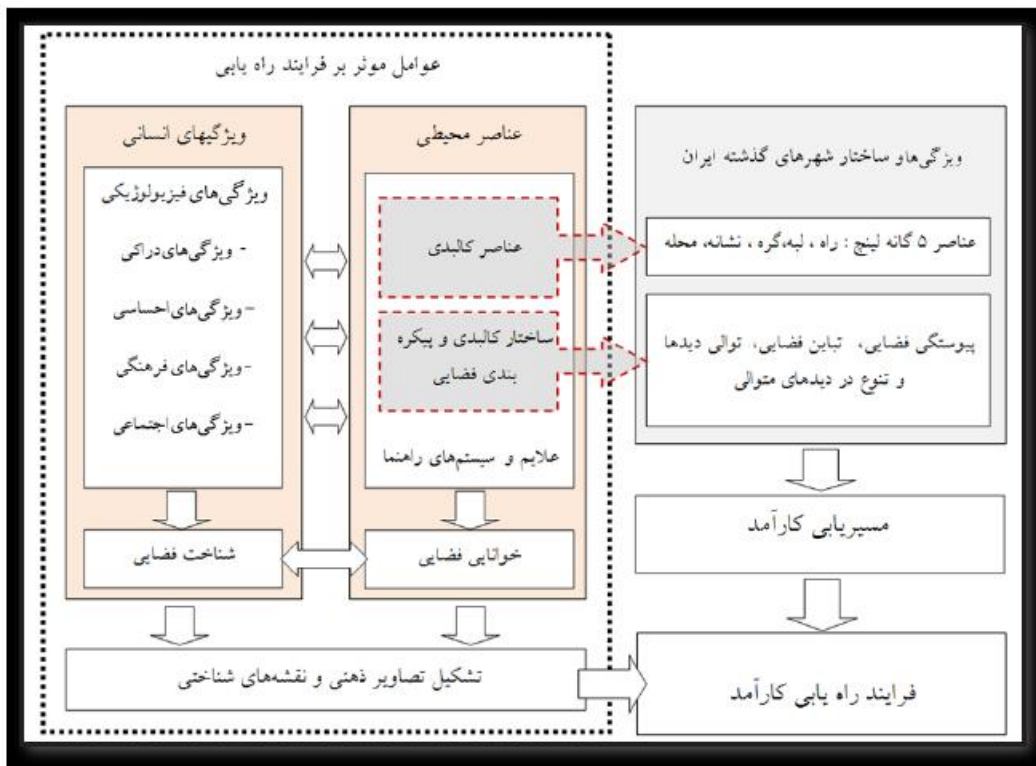 عوامل موثر بر فرایند راه یابی
ویژگیهای انسانی
ویژگی‌های فیزیولوژیکی
- ویژگی‌های دراکی
- ویژگی‌های احساسی
- ویژگی‌های فرهنگی
- ویژگی‌های اجتماعی
شناخت فضایی
عناصر محیطی
عناصر کالبدی
ساختار کالبدی و پیکره
بندی فضایی
علایم و سیستم‌های راهنما
خوانایی فضایی
تشکیل تصاویر ذهنی و نقشه‌های شناختی
ویژگی‌هاو ساختار شهرهای گذشته ایران
عناصر ۵ گانه لینچ : راه ، لبه،گره ، نشانه، محله
پیوستگی فضایی، تباین فضایی، توالی دیدها
و تنوع در دیدهای متوالی
مسیریابی کارآمد
فرایند راه یابی کارآمد